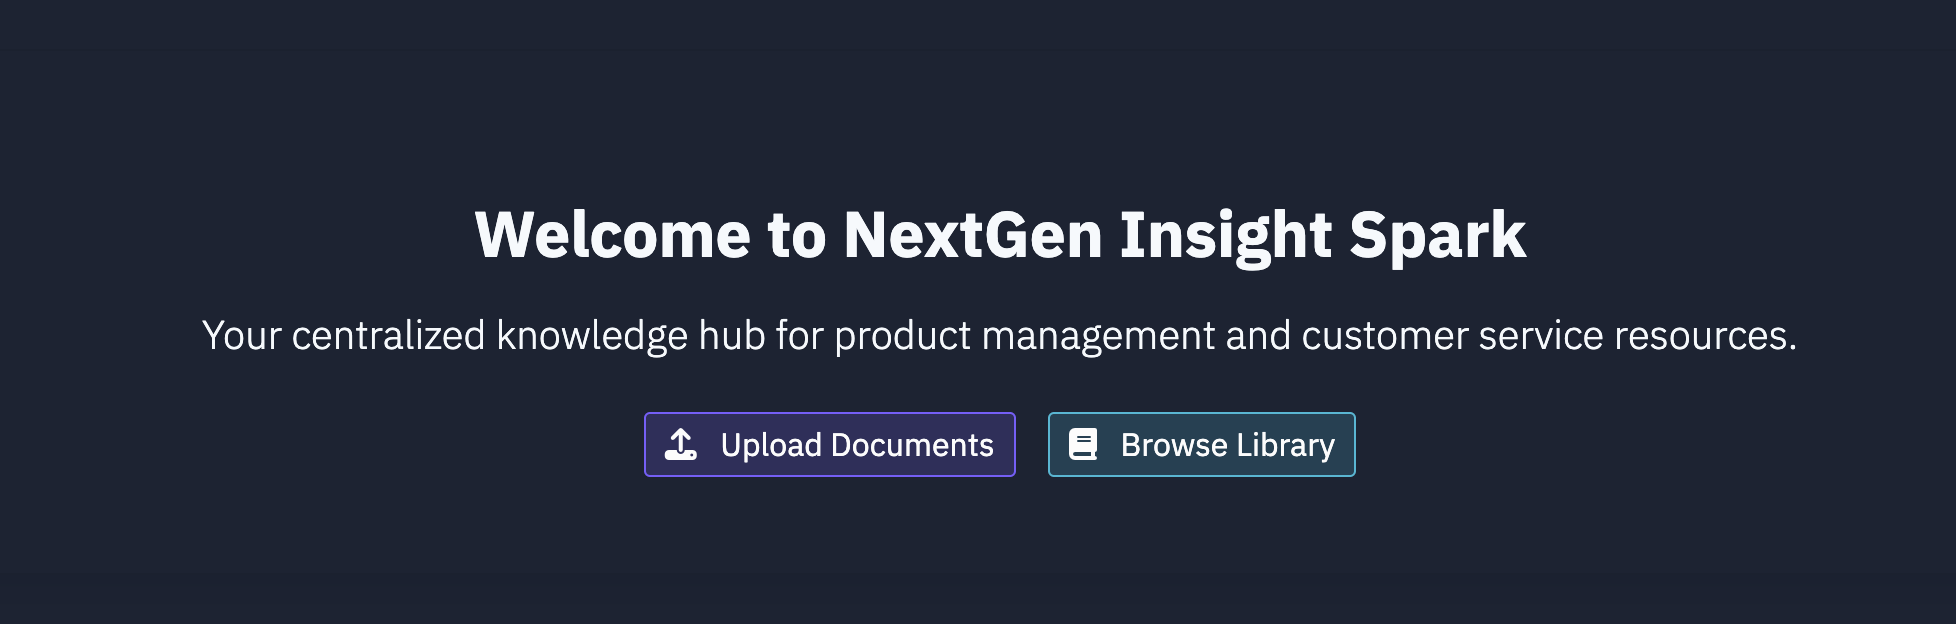 Welcome to NextGen Insight Spark
Your centralized knowledge hub for product management and customer service resources.
Upload Documents
Browse Library